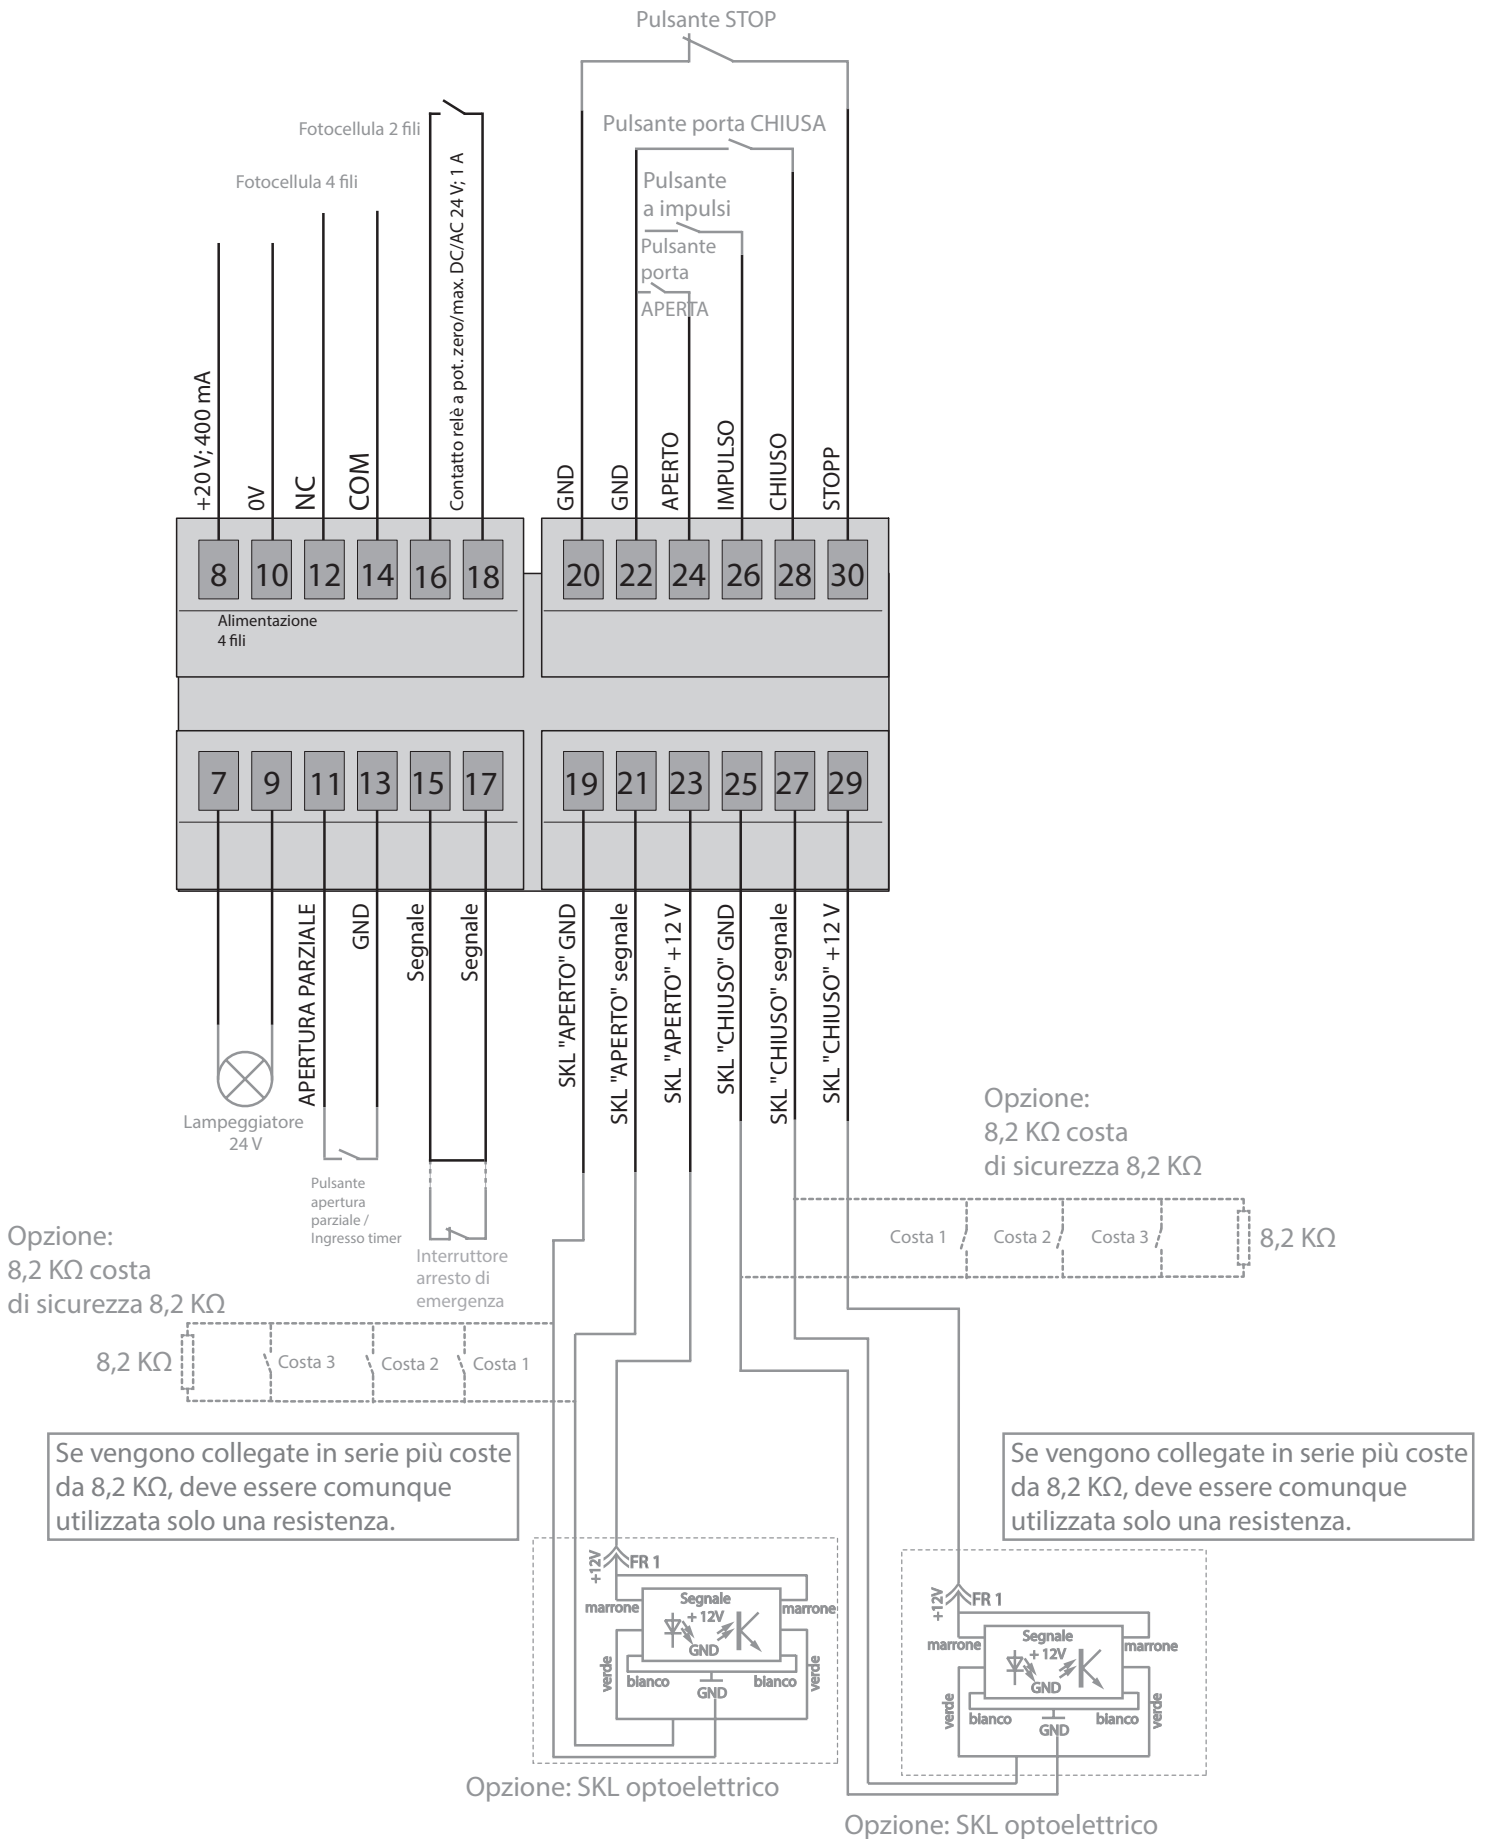 Pulsante STOP
Fotocellula 2 fili
Pulsante porta CHIUSA
Fotocellula 4 fili
Pulsante
a impulsi
Pulsante
porta
APERTA
+20 V; 400 mA
0V
NC
COM
Contatto relè a pot. zero/max. DC/AC 24 V; 1 A
GND
GND
APERTO
IMPULSO
CHIUSO
STOPP
8 10 12 14 16 18 20 22 24 26 28 30
Alimentazione
4 fili
7 9 11 13 15 17 19 21 23 25 27 29
APERTURA PARZIALE
GND
Segnale
Segnale
SKL "APERTO" GND
SKL "APERTO" segnale
SKL "APERTO" +12 V
SKL "CHIUSO" GND
SKL "CHIUSO" segnale
SKL "CHIUSO" +12 V
Lampeggiatore
24 V
Pulsante
apertura
parziale /
Ingresso timer
Interruttore
arresto di
emergenza
Opzione:
8,2 KΩ costa
di sicurezza 8,2 KΩ
Costa 1 Costa 2 Costa 3 8,2 KΩ
Opzione:
8,2 KΩ costa
di sicurezza 8,2 KΩ
8,2 KΩ Costa 3 Costa 2 Costa 1
Se vengono collegate in serie più coste
da 8,2 KΩ, deve essere comunque
utilizzata solo una resistenza.
Se vengono collegate in serie più coste
da 8,2 KΩ, deve essere comunque
utilizzata solo una resistenza.
+12V FR 1
marrone Segnale marrone
+ 12V
GND
verde bianco bianco verde
GND
Opzione: SKL optoelettrico
+12V FR 1
marrone Segnale marrone
+ 12V
GND
verde bianco bianco verde
GND
Opzione: SKL optoelettrico